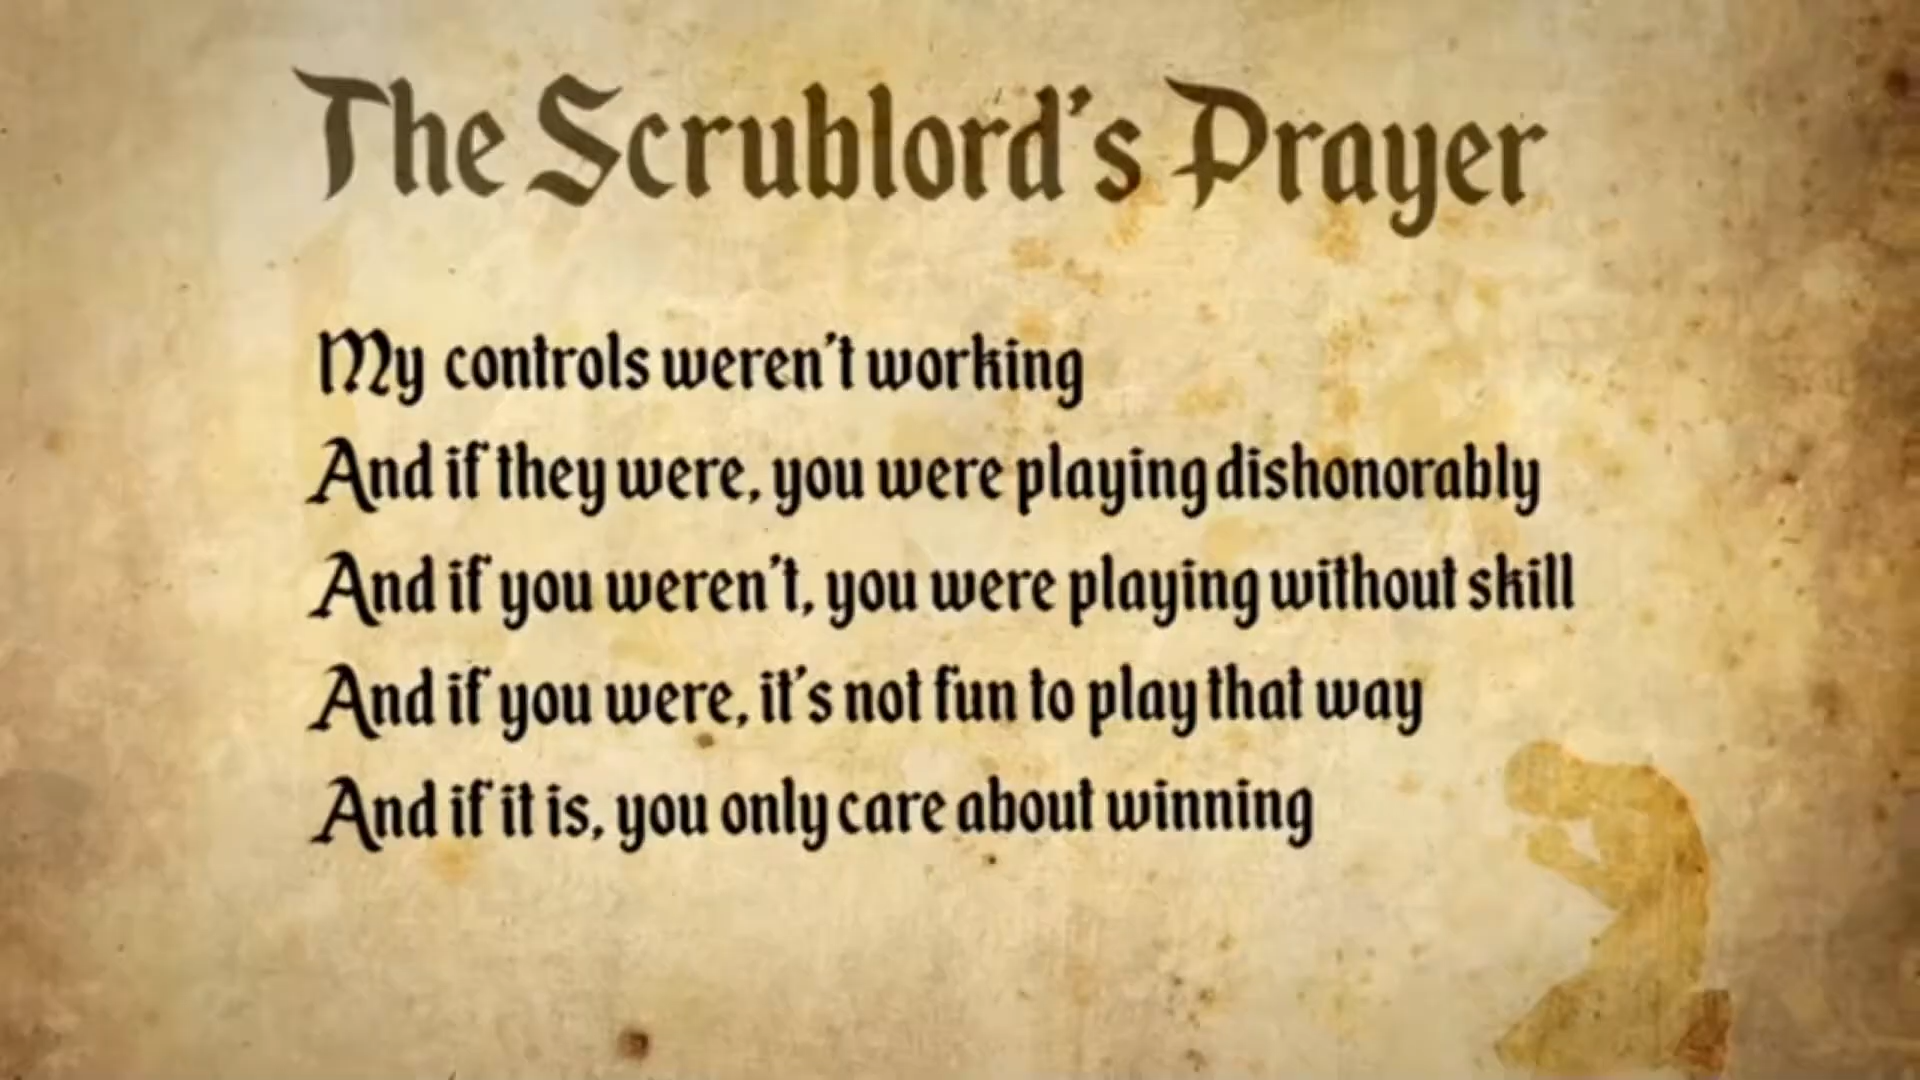 The Scrublord's Prayer
My controls weren't working
And if they were, you were playing dishonorably
And if you weren't, you were playing without skill
And if you were, it's not fun to play that way
And if it is, you only care about winning